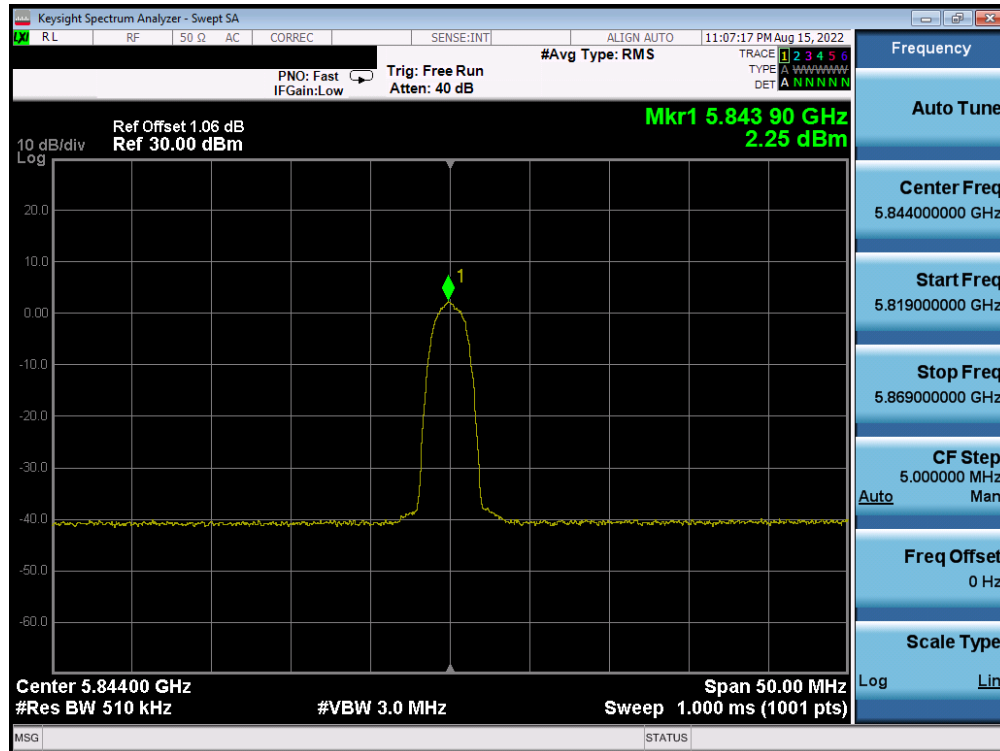 Keysight Spectrum Analyzer - Swept SA
LXI RL RF 50 Ω AC CORREC SENSE:INT ALIGN AUTO 11:07:17 PM Aug 15, 2022
#Avg Type: RMS
TRACE 1 2 3 4 5 6
PNO: Fast Trig: Free Run
TYPE A WWWWW
IFGain:Low Atten: 40 dB
DET A N N N N N
Mkr1 5.843 90 GHz
2.25 dBm
Ref Offset 1.06 dB
10 dB/div Ref 30.00 dBm
Log
1
20.0
10.0
0.00
-10.0
-20.0
-30.0
-40.0
-50.0
-60.0
Center 5.84400 GHz Span 50.00 MHz
#Res BW 510 kHz #VBW 3.0 MHz Sweep 1.000 ms (1001 pts)
MSG STATUS
Frequency
Auto Tune
Center Freq
5.844000000 GHz
Start Freq
5.819000000 GHz
Stop Freq
5.869000000 GHz
CF Step
5.000000 MHz
Auto Man
Freq Offset
0 Hz
Scale Type
Log Lin